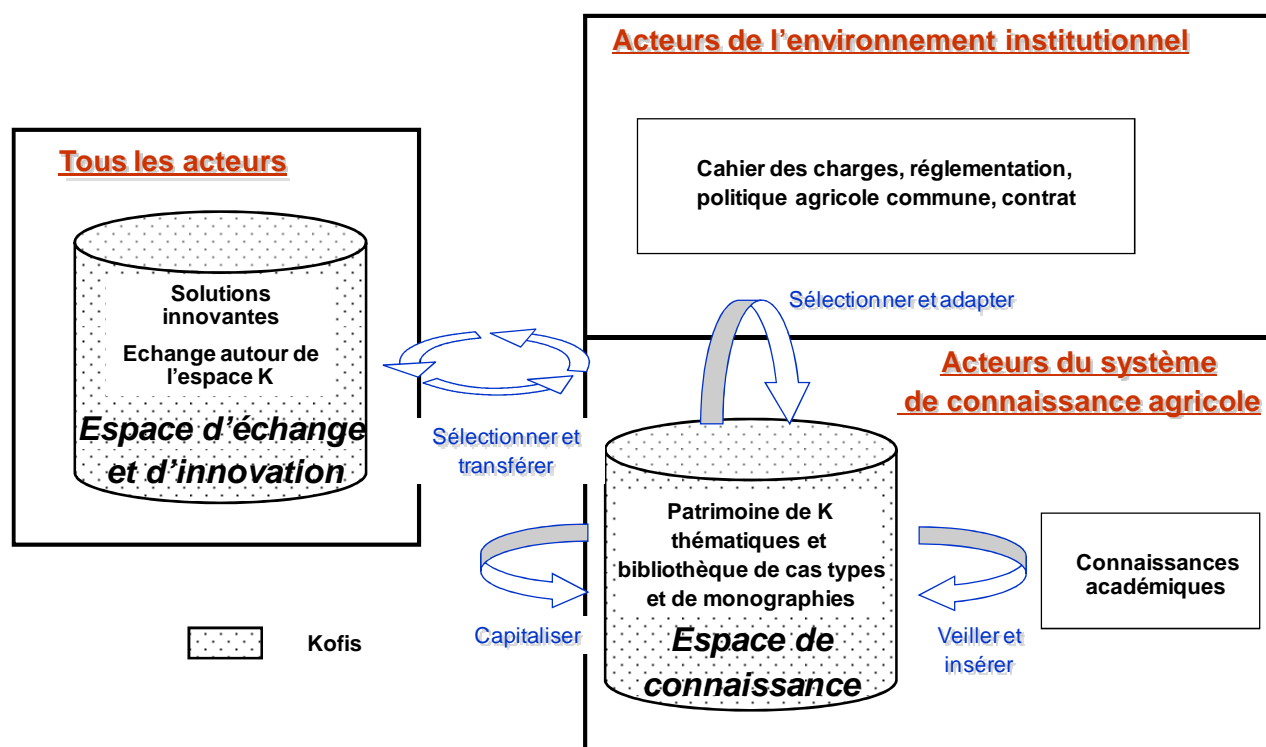 Acteurs de l'environnement institutionnel
Cahier des charges, réglementation,
politique agricole commune, contrat
Tous les acteurs
Solutions
innovantes
Echange autour de
l'espace K
Espace d'échange
et d'innovation
Sélectionner et adapter
Sélectionner et
transférer
Acteurs du système
de connaissance agricole
Patrimoine de K
thématiques et
bibliothèque de cas types
et de monographies
Espace de
connaissance
Connaissances
académiques
Capitaliser
Veiller et
insérer
Kofis